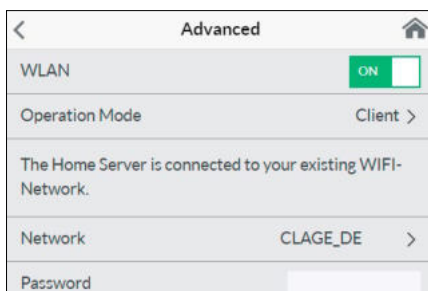 Advanced
WLAN ON
Operation Mode Client >
The Home Server is connected to your existing WIFI-
Network.
Network CLAGE_DE >
Password